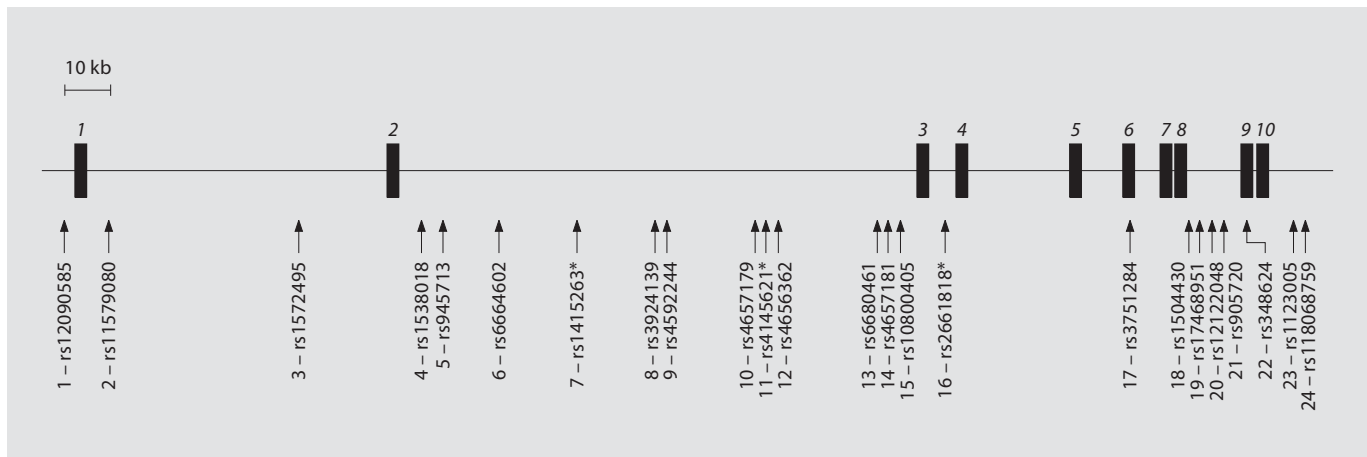 10 kb
1
2
3
4
5
6
7
8
9
10
1 – rs12090585
2 – rs11579080
3 – rs1572495
4 – rs1538018
5 – rs945713
6 – rs6664602
7 – rs1415263*
8 – rs3924139
9 – rs4592244
10 – rs4657179
11 – rs4145621*
12 – rs4656362
13 – rs6680461
14 – rs4657181
15 – rs10800405
16 – rs2661818*
17 – rs3751284
18 – rs1504430
19 – rs17468951
20 – rs12122048
21 – rs905720
22 – rs348624
23 – rs1123005
24 – rs118068759